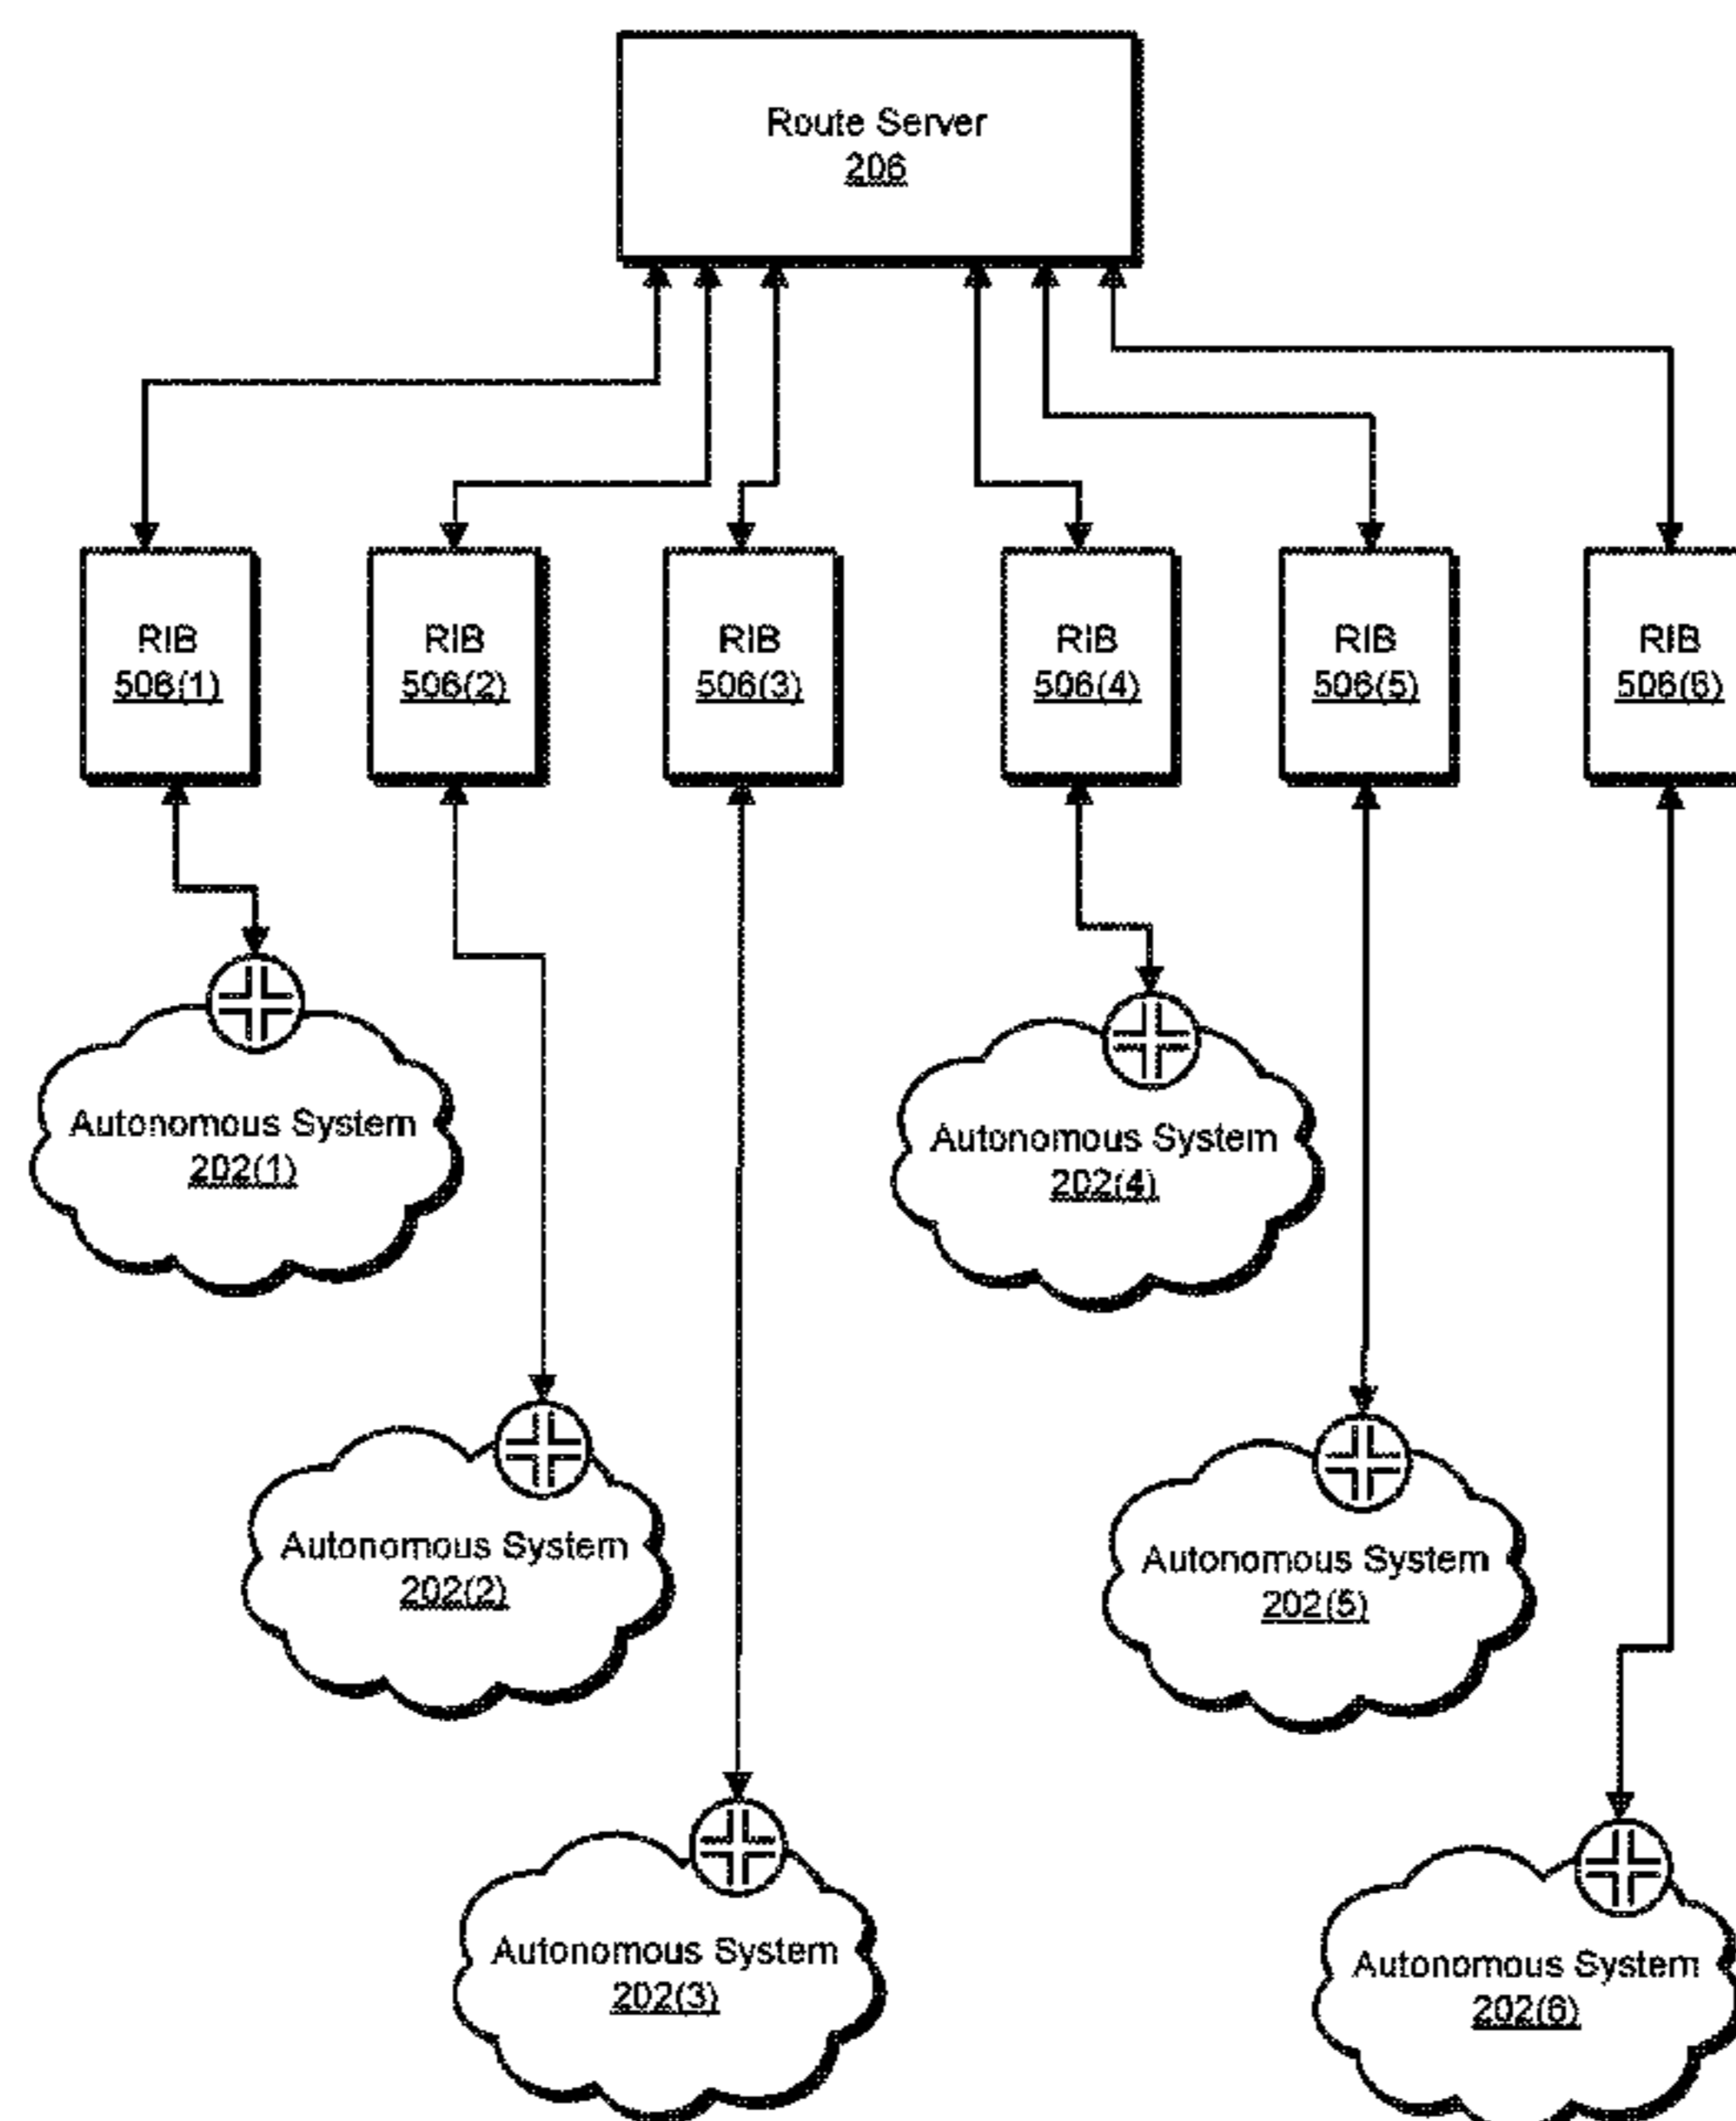 Route Server
206
RIB
506(1)
RIB
506(2)
RIB
506(3)
RIB
506(4)
RIB
506(5)
RIB
506(6)
Autonomous System
202(1)
Autonomous System
202(4)
Autonomous System
202(2)
Autonomous System
202(5)
Autonomous System
202(3)
Autonomous System
202(6)